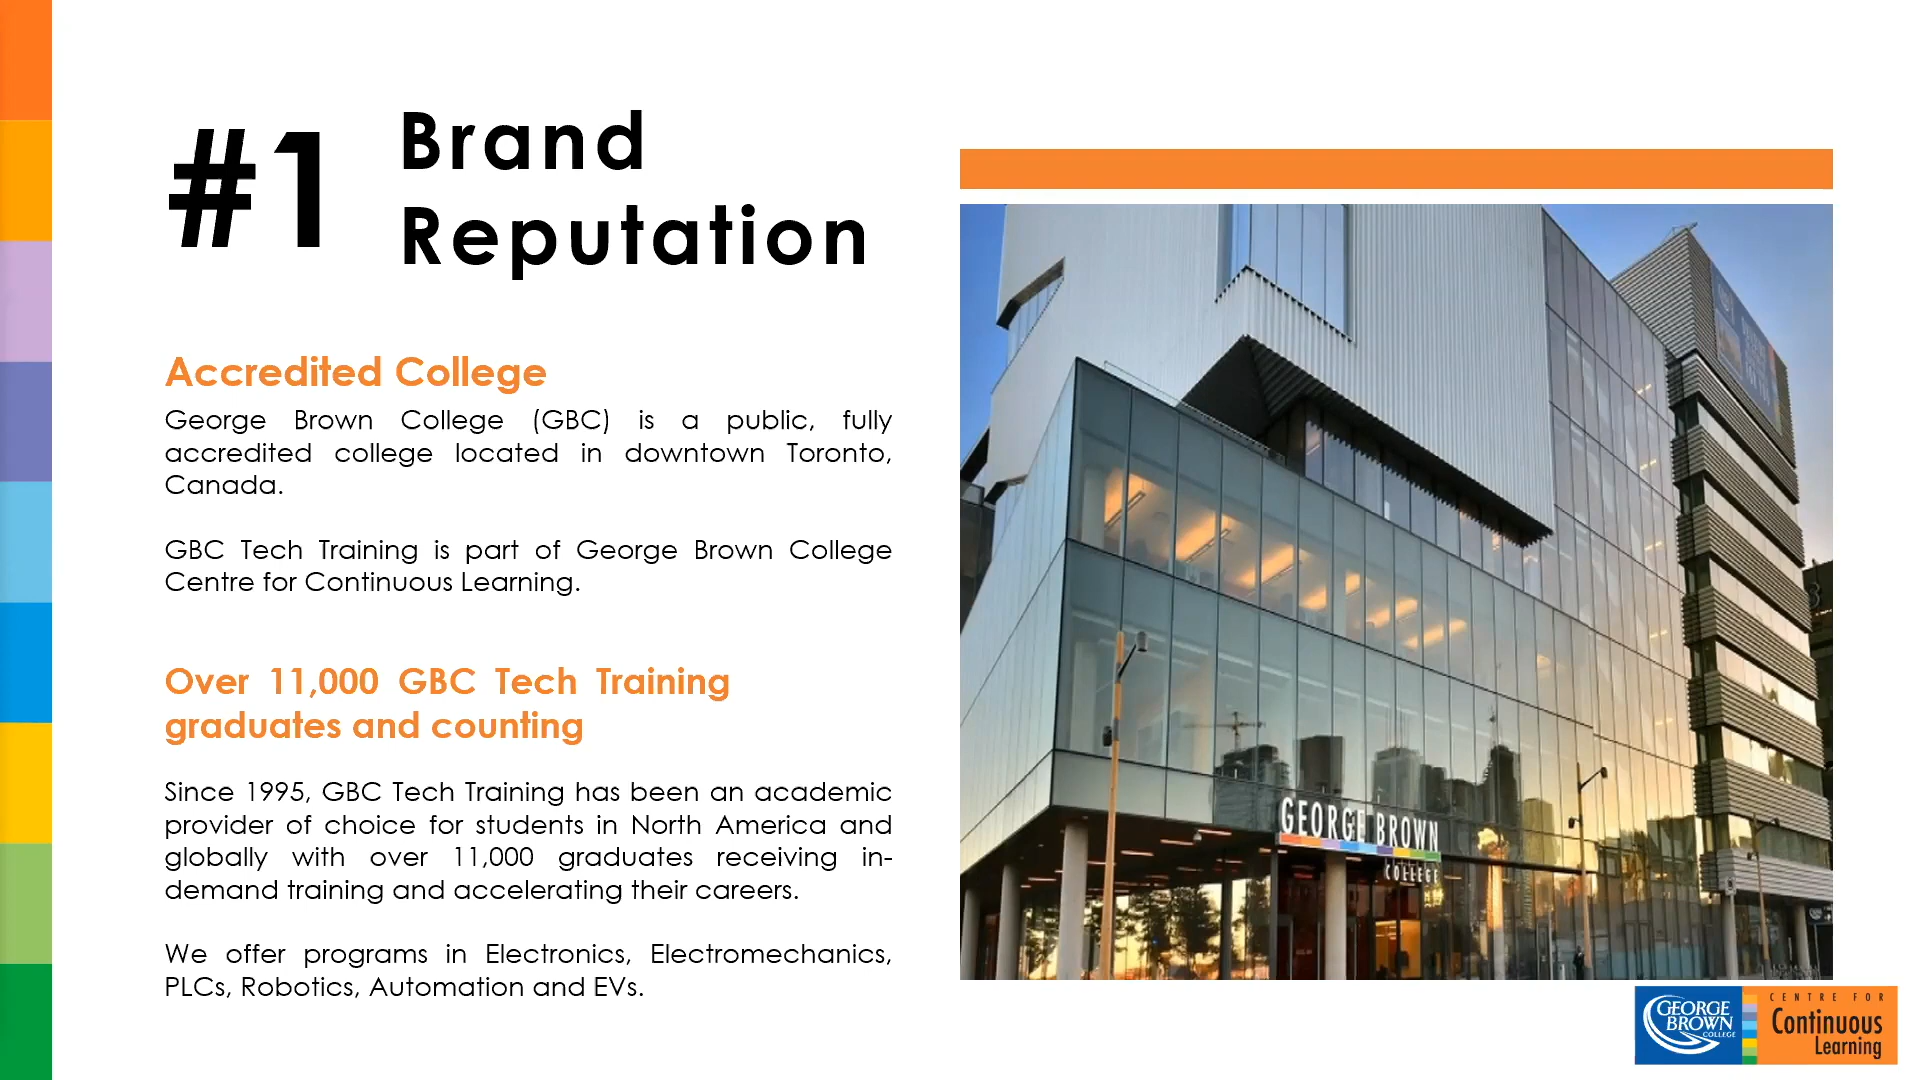 #1
Brand
Reputation
Accredited College
George Brown College (GBC) is a public, fully
accredited college located in downtown Toronto,
Canada.
GBC Tech Training is part of George Brown College
Centre for Continuous Learning.
Over 11,000 GBC Tech Training
graduates and counting
Since 1995, GBC Tech Training has been an academic
provider of choice for students in North America and
globally with over 11,000 graduates receiving in-
demand training and accelerating their careers.
We offer programs in Electronics, Electromechanics,
PLCs, Robotics, Automation and EVs.
GEORGE BROWN
COLLEGE
GEORGE
BROWN
COLLEGE
CENTRE FOR
Continuous
Learning